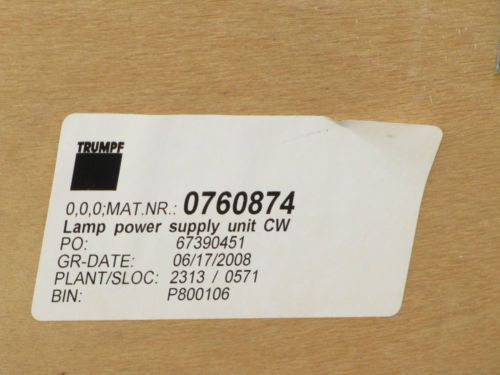 TRUMPF
0,0,0;MAT.NR.: 0760874
Lamp power supply unit CW
PO: 67390451
GR-DATE: 06/17/2008
PLANT/SLOC: 2313 / 0571
BIN: P800106